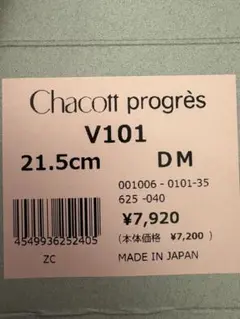 Chacott progrès
V101
21.5cm DM
001006 - 0101-35
625 -040
¥7,920
(本体価格 ¥7,200 )
4549936252405
ZC
MADE IN JAPAN